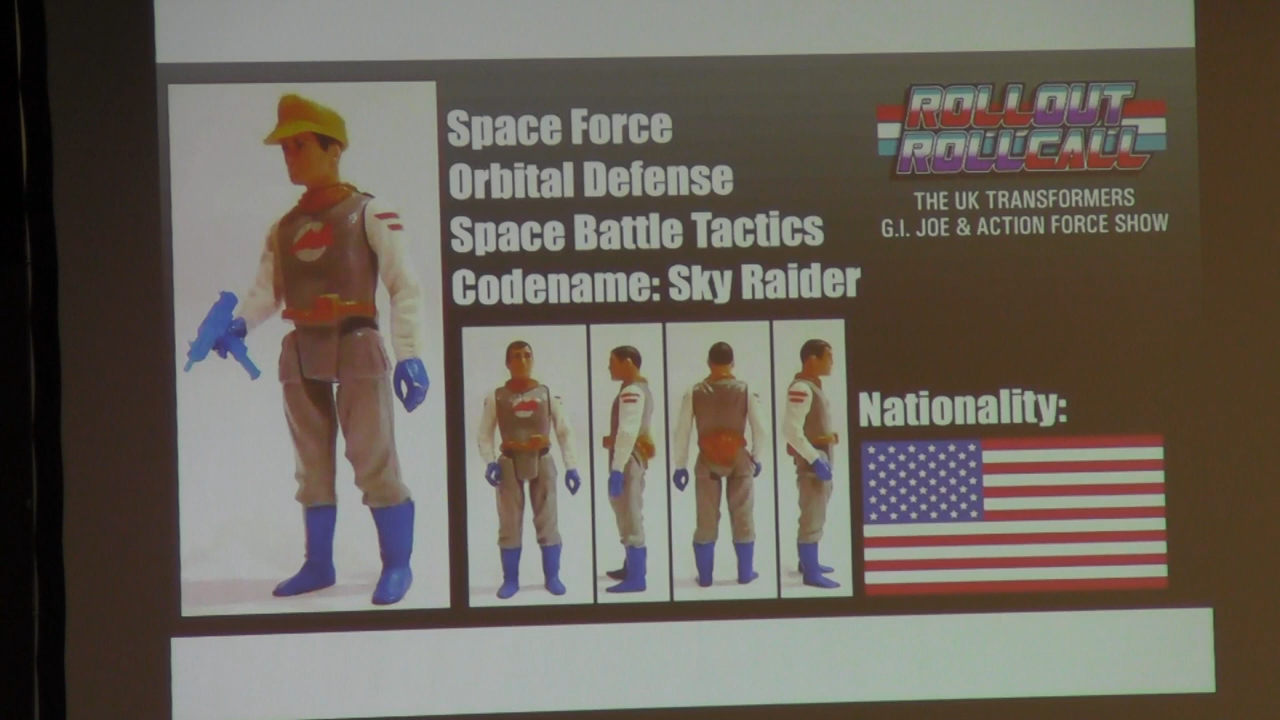 Space Force
Orbital Defense
Space Battle Tactics
Codename: Sky Raider
ROLLOUT
ROLLCALL
THE UK TRANSFORMERS
G.I. JOE & ACTION FORCE SHOW
Nationality: